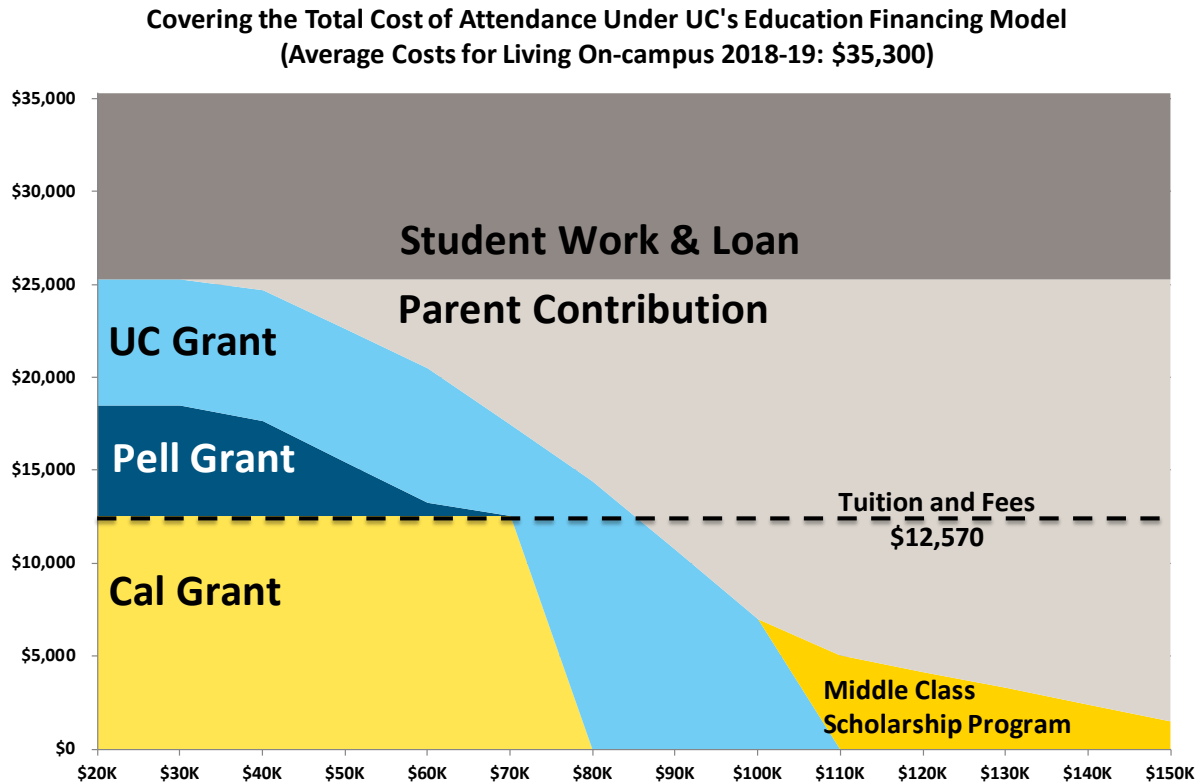 Covering the Total Cost of Attendance Under UC's Education Financing Model
(Average Costs for Living On-campus 2018-19: $35,300)
$35,000
$30,000
Student Work & Loan
$25,000
Parent Contribution
UC Grant
$20,000
Pell Grant
$15,000
Tuition and Fees
$12,570
$10,000
Cal Grant
$5,000
Middle Class
Scholarship Program
$0
$20K $30K $40K $50K $60K $70K $80K $90K $100K $110K $120K $130K $140K $150K